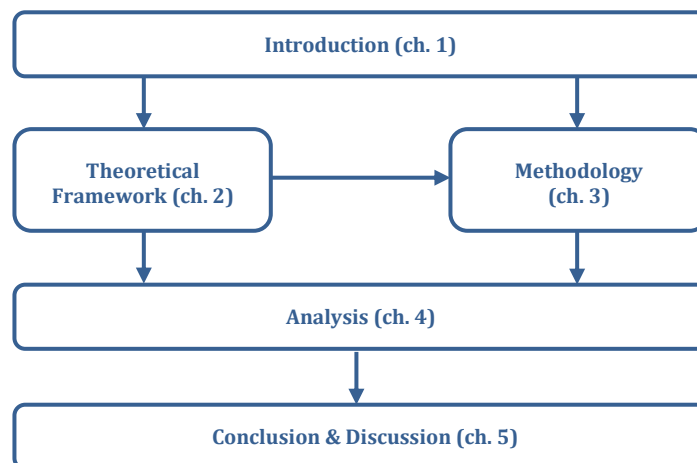 Introduction (ch. 1)
Theoretical
Framework (ch. 2)
Methodology
(ch. 3)
Analysis (ch. 4)
Conclusion & Discussion (ch. 5)